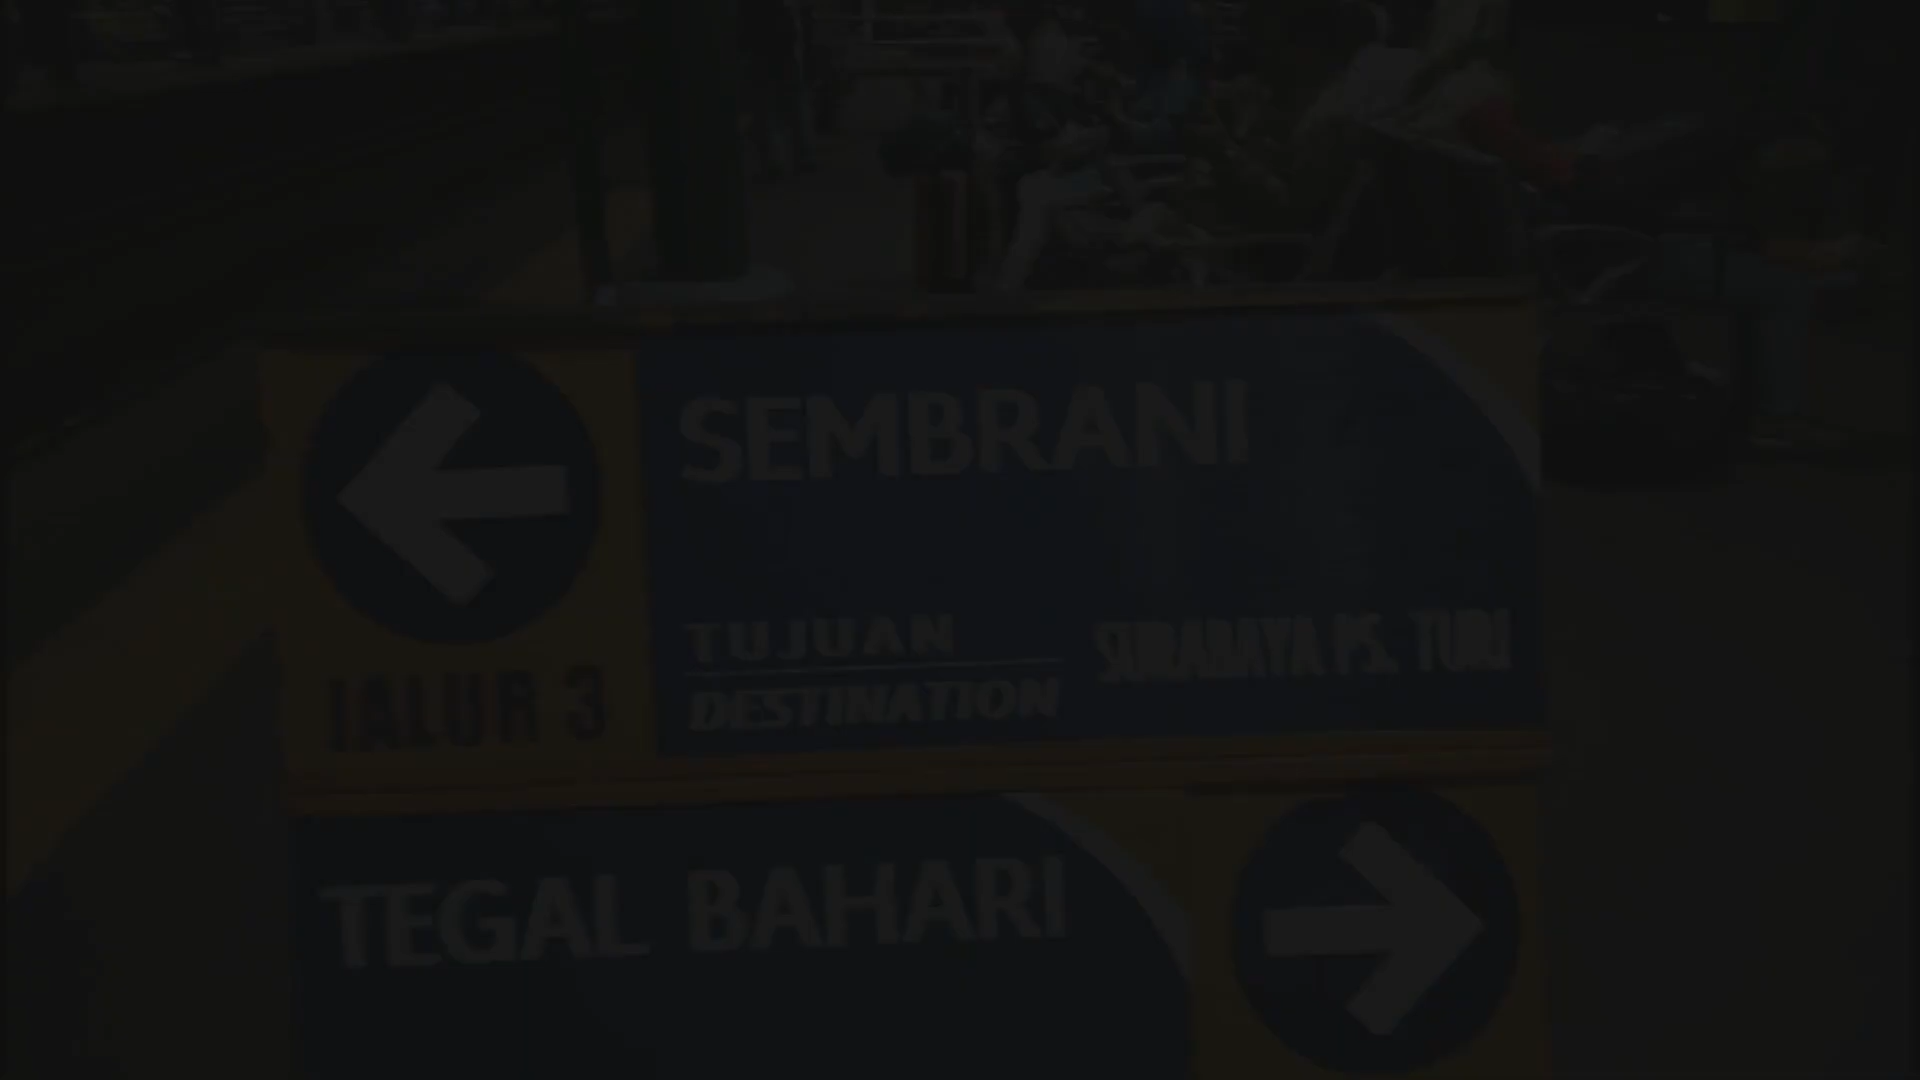 SEMBRANI
TUJUAN
SURABAYA PS. TURI
DESTINATION
JALUR 3
TEGAL BAHARI